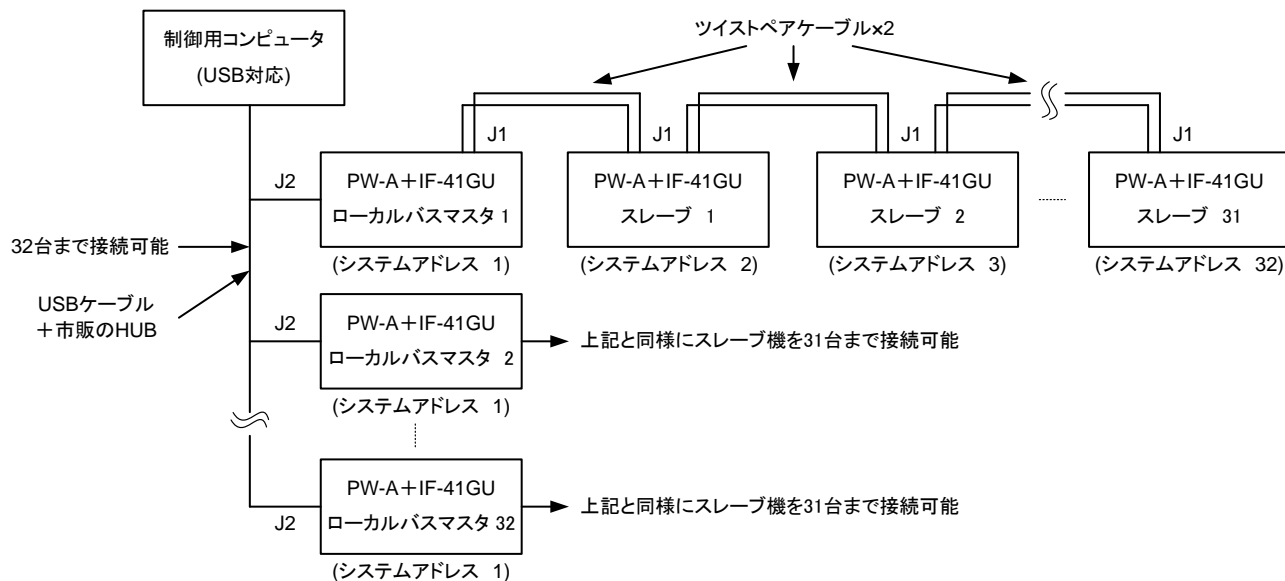 制御用コンピュータ
(USB対応)
ツイストペアケーブル×2
J1
J1
J1
J1
J2
PW-A＋IF-41GU
ローカルバスマスタ 1
PW-A＋IF-41GU
スレーブ 1
PW-A＋IF-41GU
スレーブ 2
PW-A＋IF-41GU
スレーブ 31
32台まで接続可能
(システムアドレス 1)
(システムアドレス 2)
(システムアドレス 3)
(システムアドレス 32)
USBケーブル
＋市販のHUB
J2
PW-A＋IF-41GU
ローカルバスマスタ 2
上記と同様にスレーブ機を31台まで接続可能
(システムアドレス 1)
J2
PW-A＋IF-41GU
ローカルバスマスタ 32
上記と同様にスレーブ機を31台まで接続可能
(システムアドレス 1)